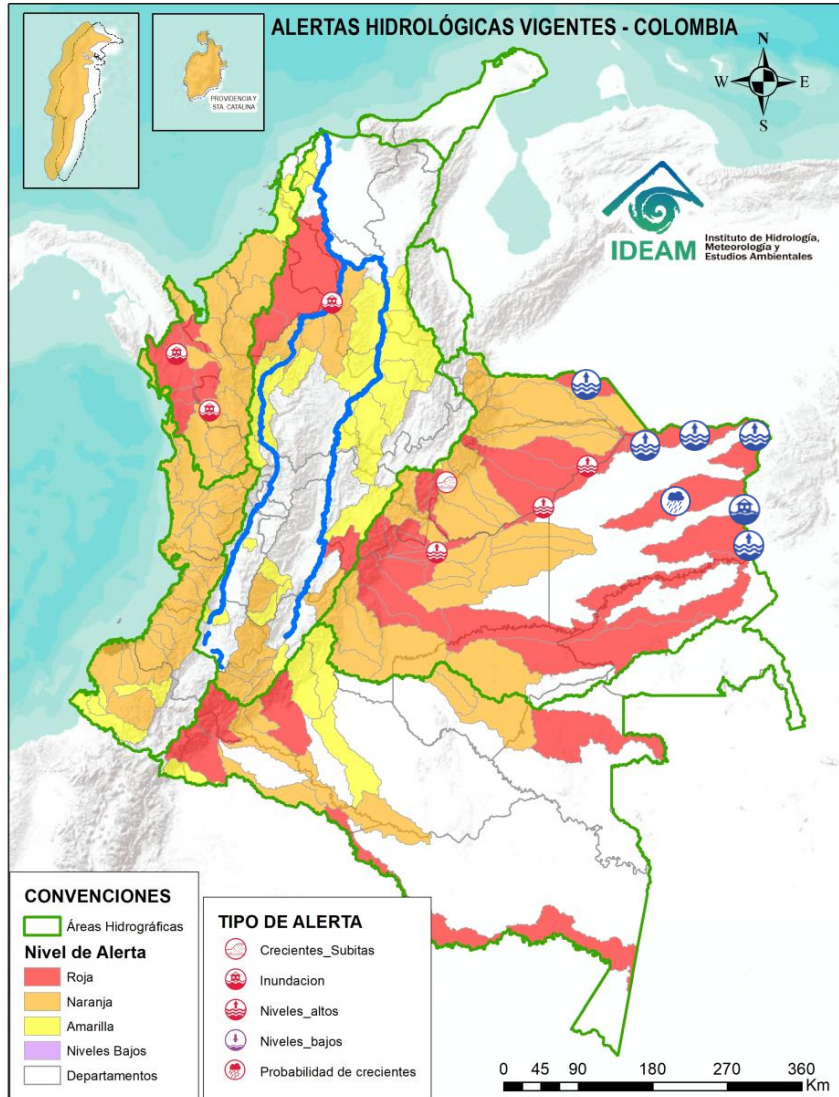 ALERTAS HIDROLÓGICAS VIGENTES - COLOMBIA
PROVIDENCIA Y
STA. CATALINA
N
W
E
S
IDEAM
Instituto de Hidrología,
Meteorología y
Estudios Ambientales
CONVENCIONES
Áreas Hidrográficas
Nivel de Alerta
Roja
Naranja
Amarilla
Niveles Bajos
Departamentos
TIPO DE ALERTA
Crecientes_Subitas
Inundacion
Niveles_altos
Niveles_bajos
Probabilidad de crecientes
0 45 90 180 270 360
Km